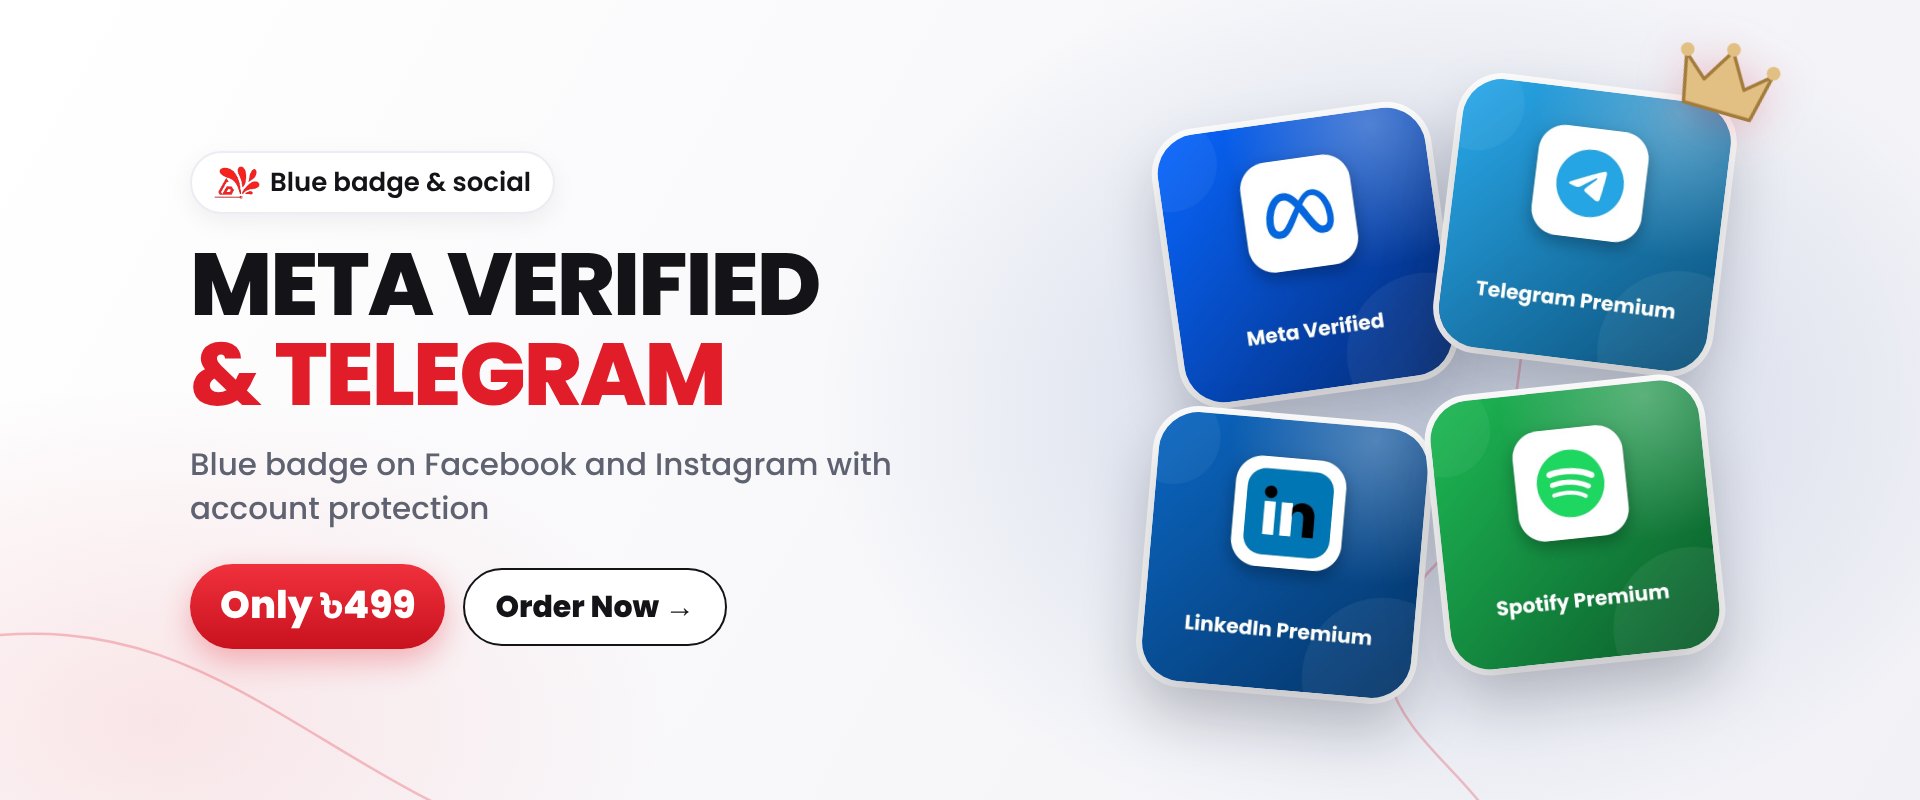 Blue badge & social
META VERIFIED
& TELEGRAM
Blue badge on Facebook and Instagram with
account protection
Only ৳499
Order Now →
Meta Verified
Telegram Premium
in
LinkedIn Premium
Spotify Premium